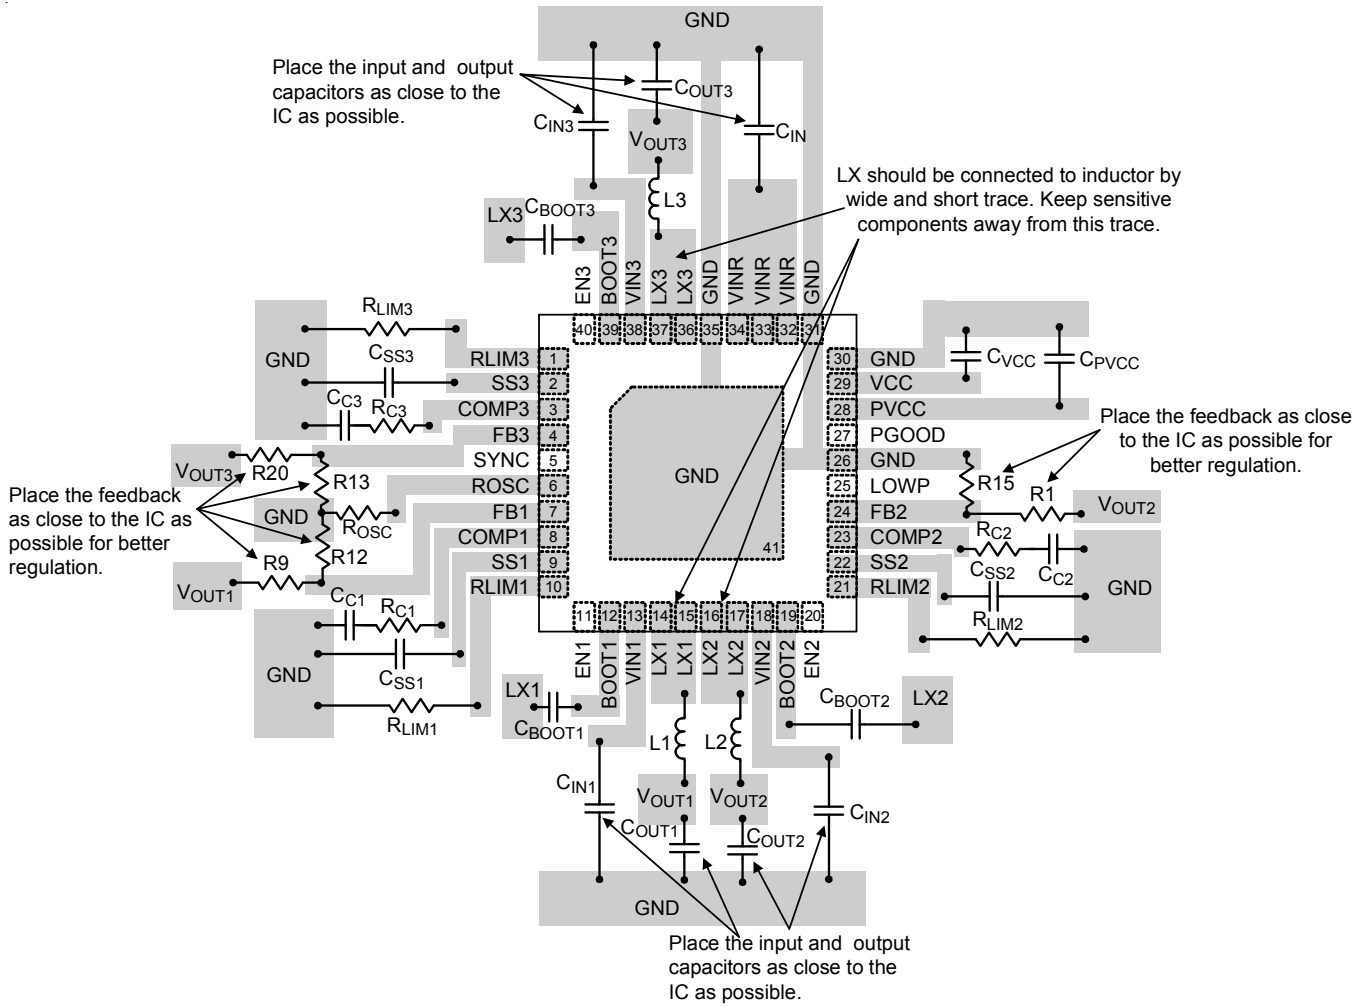 GND
Place the input and output
capacitors as close to the
IC as possible.
COUT3
CIN3
CIN
VOUT3
LX should be connected to inductor by
wide and short trace. Keep sensitive
components away from this trace.
L3
LX3
CBOOT3
EN3
BOOT3
VIN3
LX3
LX3
GND
VINR
VINR
VINR
GND
40
39
38
37
36
35
34
33
32
31
GND
RLIM3
CSS3
CC3
RC3
RLIM3
SS3
COMP3
FB3
SYNC
ROSC
FB1
COMP1
SS1
RLIM1
1
2
3
4
5
6
7
8
9
10
GND
41
30
29
28
27
26
25
24
23
22
21
GND
VCC
PVCC
PGOOD
GND
LOWP
FB2
COMP2
SS2
RLIM2
CVCC
CPVCC
Place the feedback as close
to the IC as possible for
better regulation.
R15
R1
VOUT2
RC2
CC2
CSS2
RLIM2
GND
VOUT3
R20
R13
Place the feedback
as close to the IC as
possible for better
regulation.
GND
ROSC
R12
R9
VOUT1
CC1
RC1
GND
CSS1
RLIM1
11
12
13
14
15
16
17
18
19
20
EN1
BOOT1
VIN1
LX1
LX1
LX2
LX2
VIN2
BOOT2
EN2
LX1
CBOOT1
CBOOT2
LX2
L1
L2
CIN1
VOUT1
VOUT2
CIN2
COUT1
COUT2
GND
Place the input and output
capacitors as close to the
IC as possible.